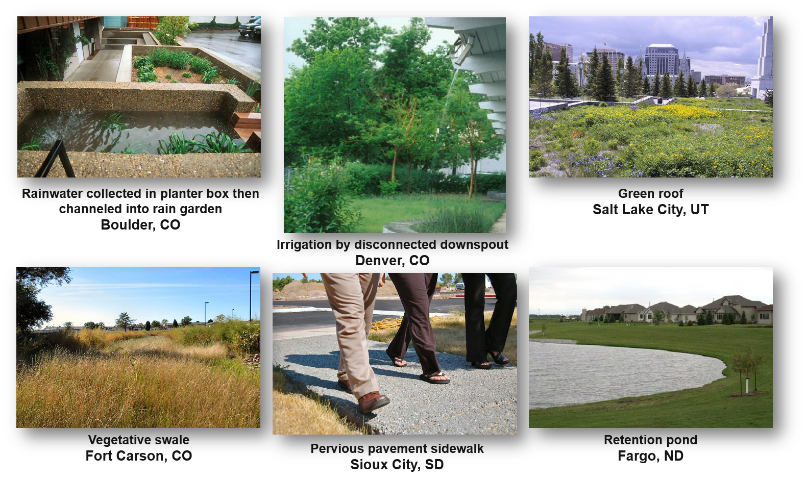 Rainwater collected in planter box then
channeled into rain garden
Boulder, CO
Irrigation by disconnected downspout
Denver, CO
Green roof
Salt Lake City, UT
Vegetative swale
Fort Carson, CO
Pervious pavement sidewalk
Sioux City, SD
Retention pond
Fargo, ND